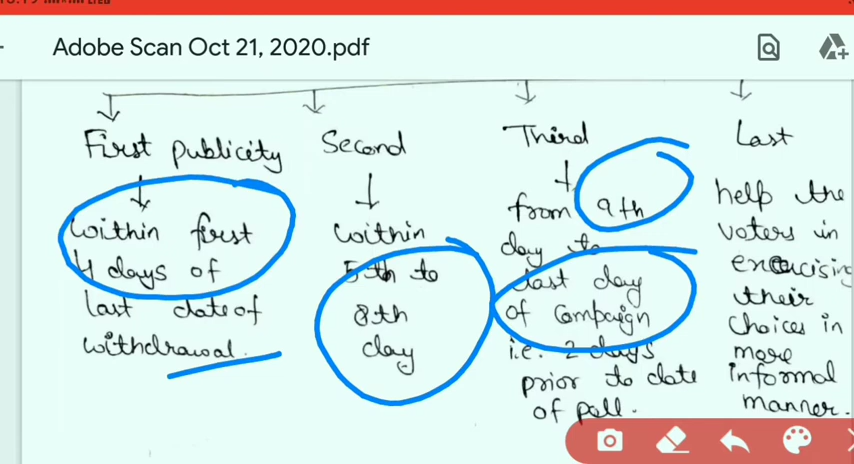 Adobe Scan Oct 21, 2020.pdf
First publicity
within first
4 days of
last date of
withdrawal.
Second
within
5th to
8th
day
Third
from 9th
day to
last day
of Campaign
i.e. 2 days
prior to date
of poll.
Last
help the
voters in
exercising
their
choices in
more
informal
manner.